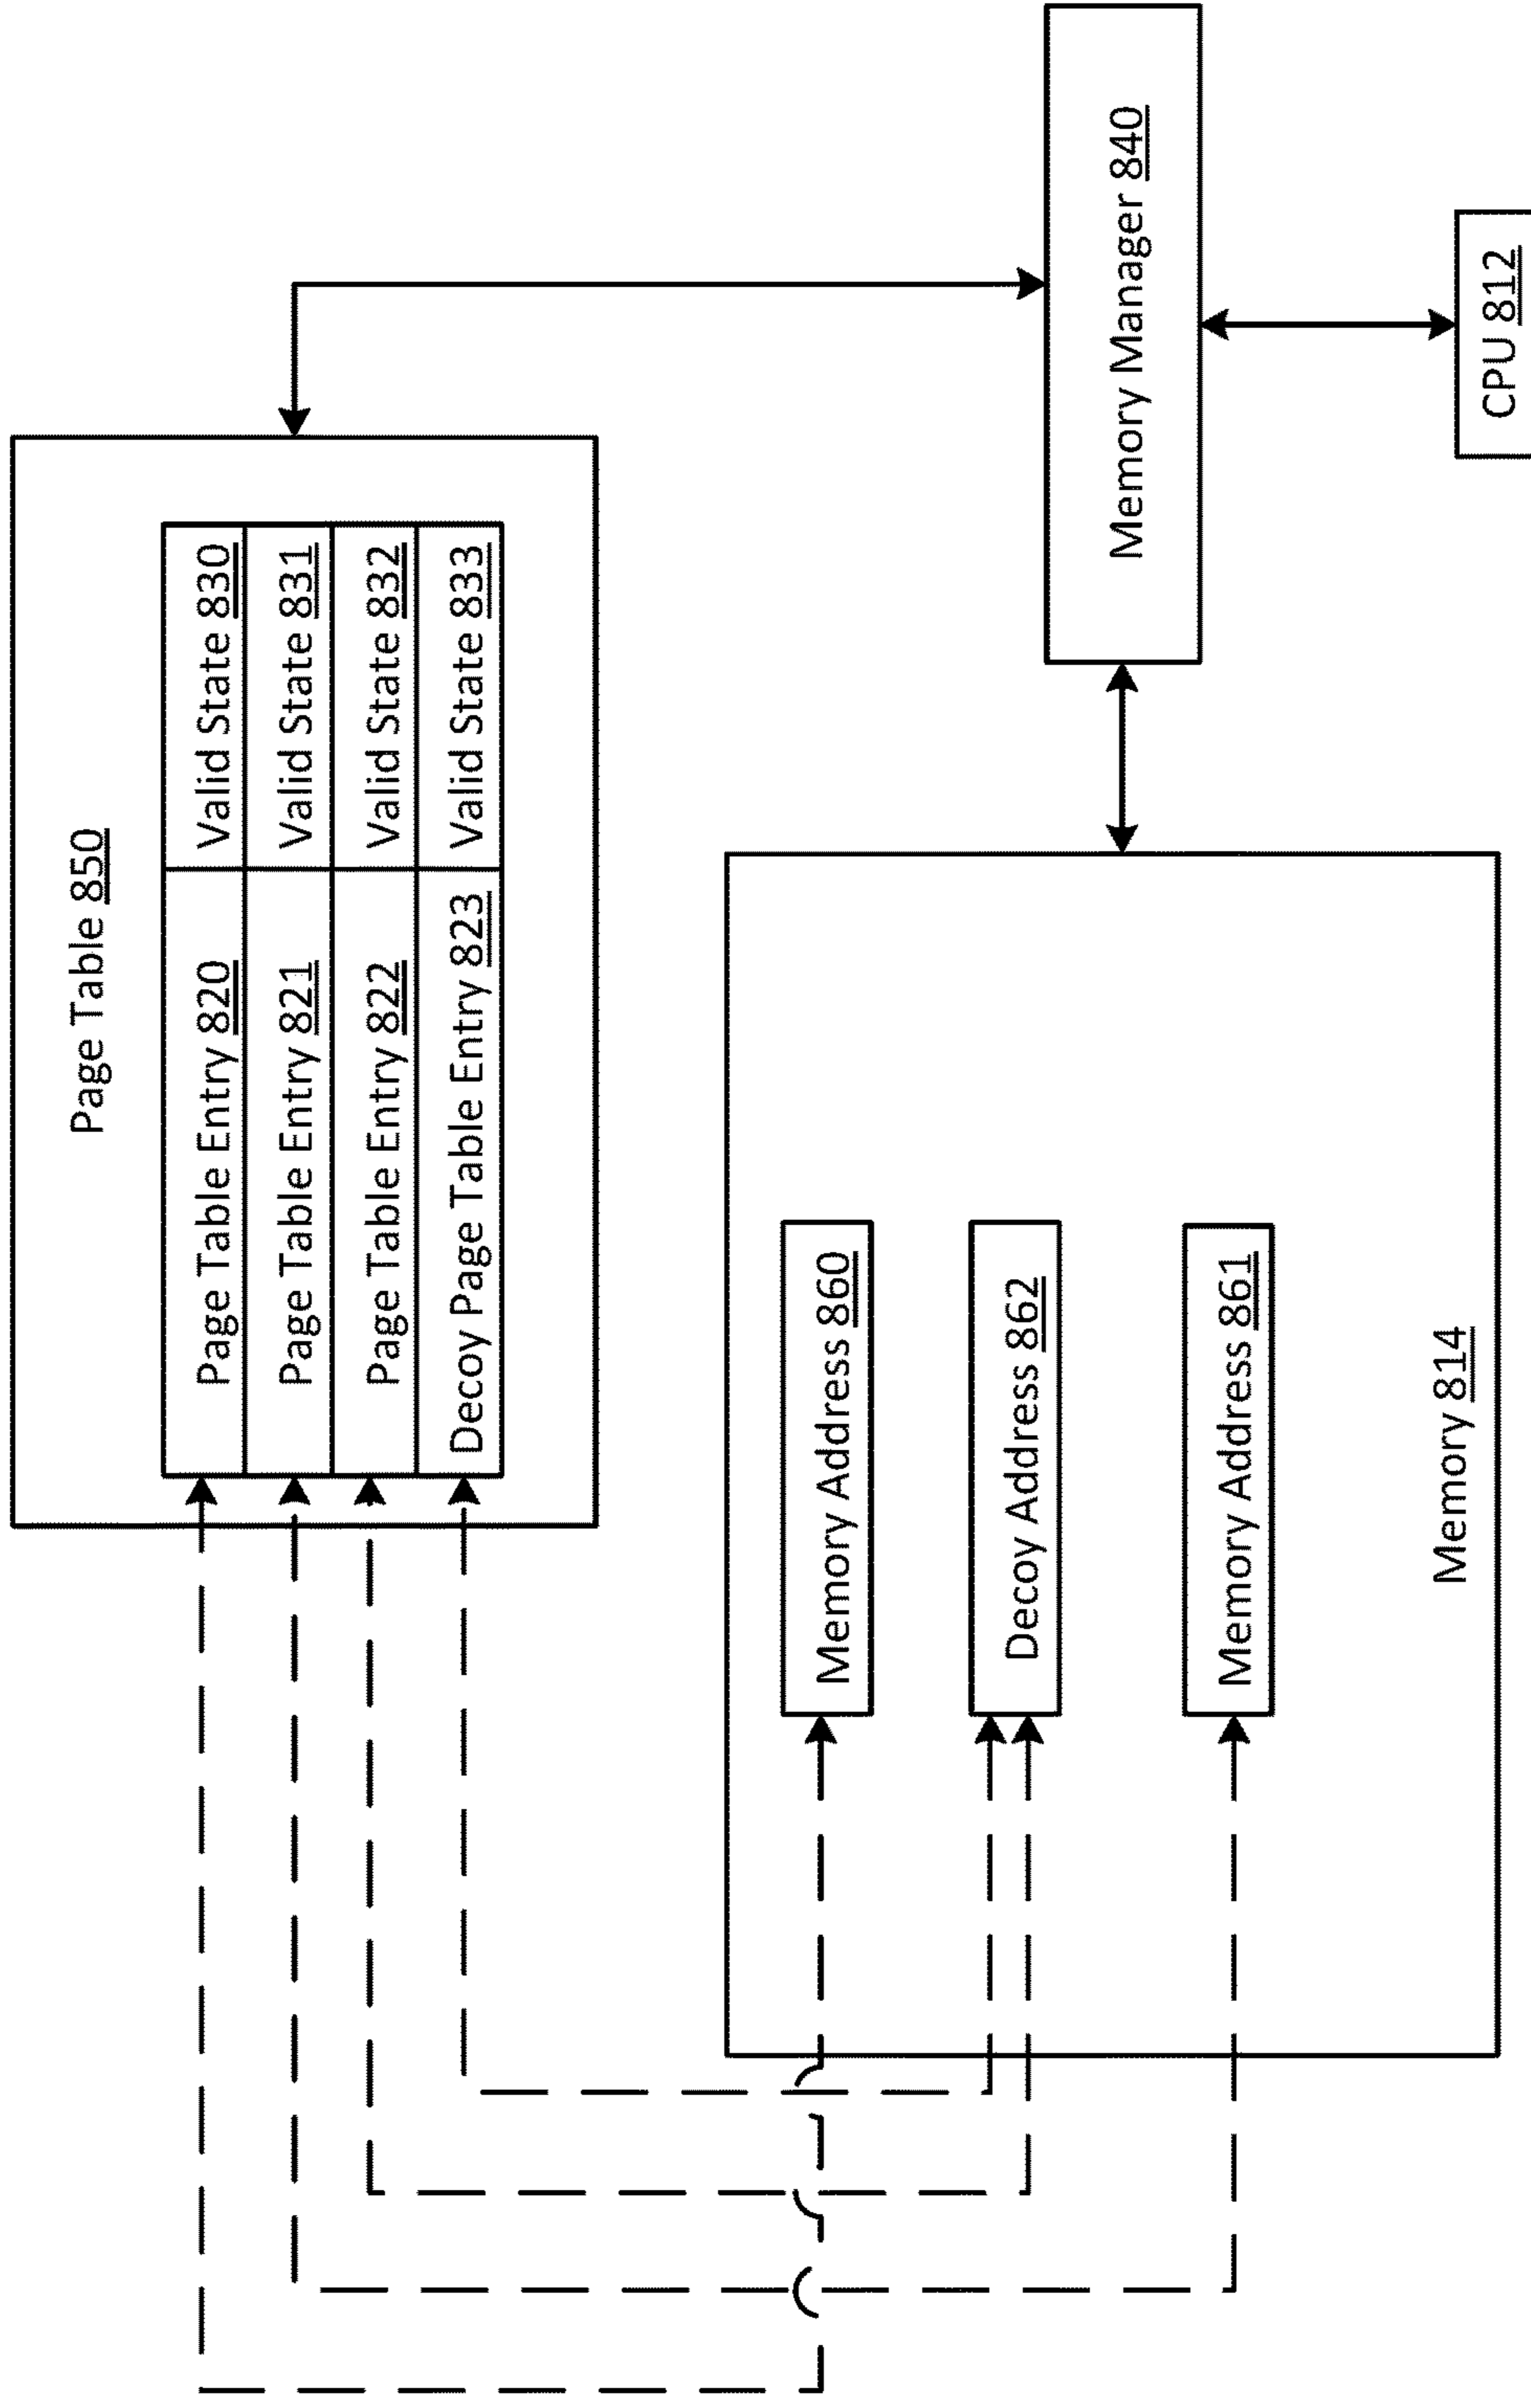 Page Table 850
Page Table Entry 820 Valid State 830
Page Table Entry 821 Valid State 831
Page Table Entry 822 Valid State 832
Decoy Page Table Entry 823 Valid State 833
Memory Address 860
Decoy Address 862
Memory Address 861
Memory 814
Memory Manager 840
CPU 812